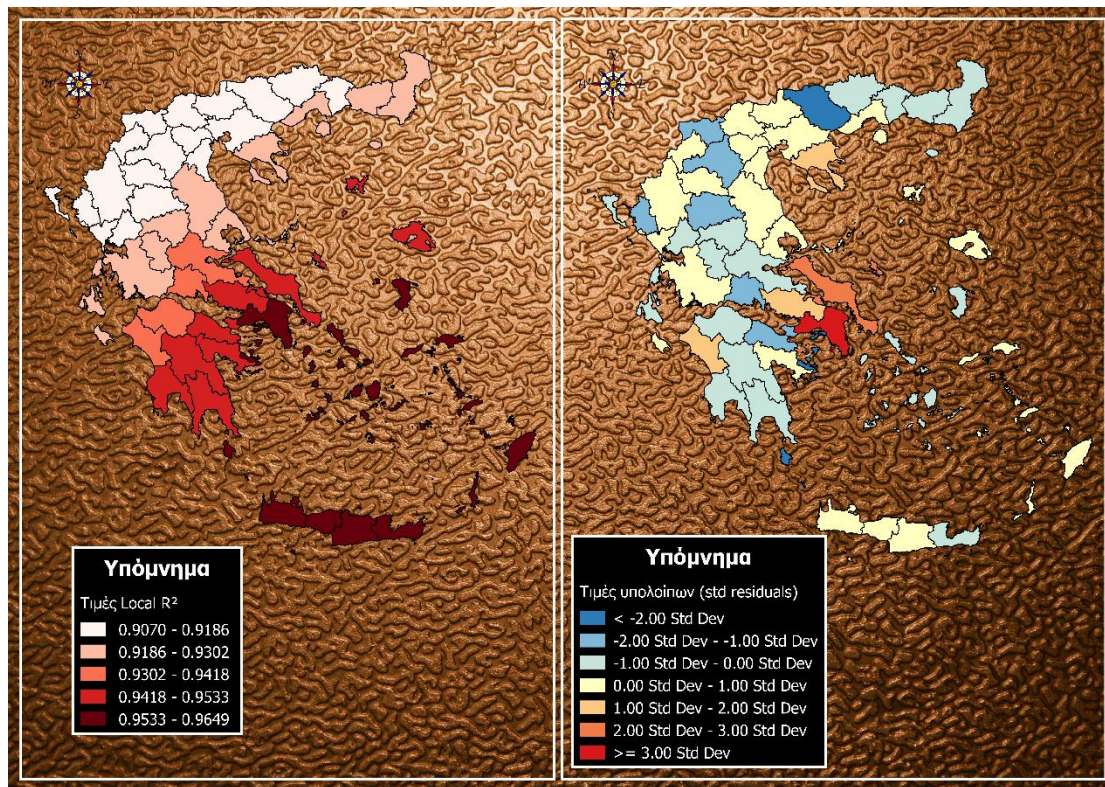 Υπόμνημα
Τιμές Local R²
0.9070 - 0.9186
0.9186 - 0.9302
0.9302 - 0.9418
0.9418 - 0.9533
0.9533 - 0.9649
Υπόμνημα
Τιμές υπολοίπων (std residuals)
< -2.00 Std Dev
-2.00 Std Dev - -1.00 Std Dev
-1.00 Std Dev - 0.00 Std Dev
0.00 Std Dev - 1.00 Std Dev
1.00 Std Dev - 2.00 Std Dev
2.00 Std Dev - 3.00 Std Dev
>= 3.00 Std Dev